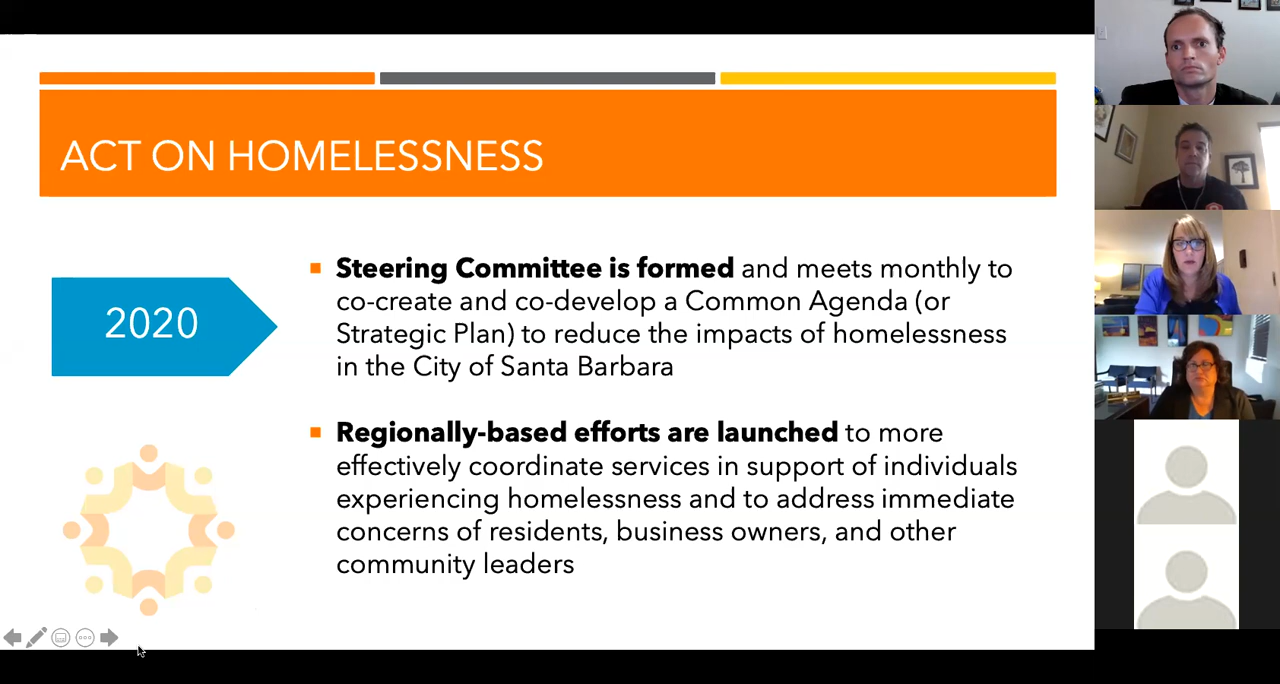 ACT ON HOMELESSNESS
2020
Steering Committee is formed and meets monthly to
co-create and co-develop a Common Agenda (or
Strategic Plan) to reduce the impacts of homelessness
in the City of Santa Barbara
Regionally-based efforts are launched to more
effectively coordinate services in support of individuals
experiencing homelessness and to address immediate
concerns of residents, business owners, and other
community leaders